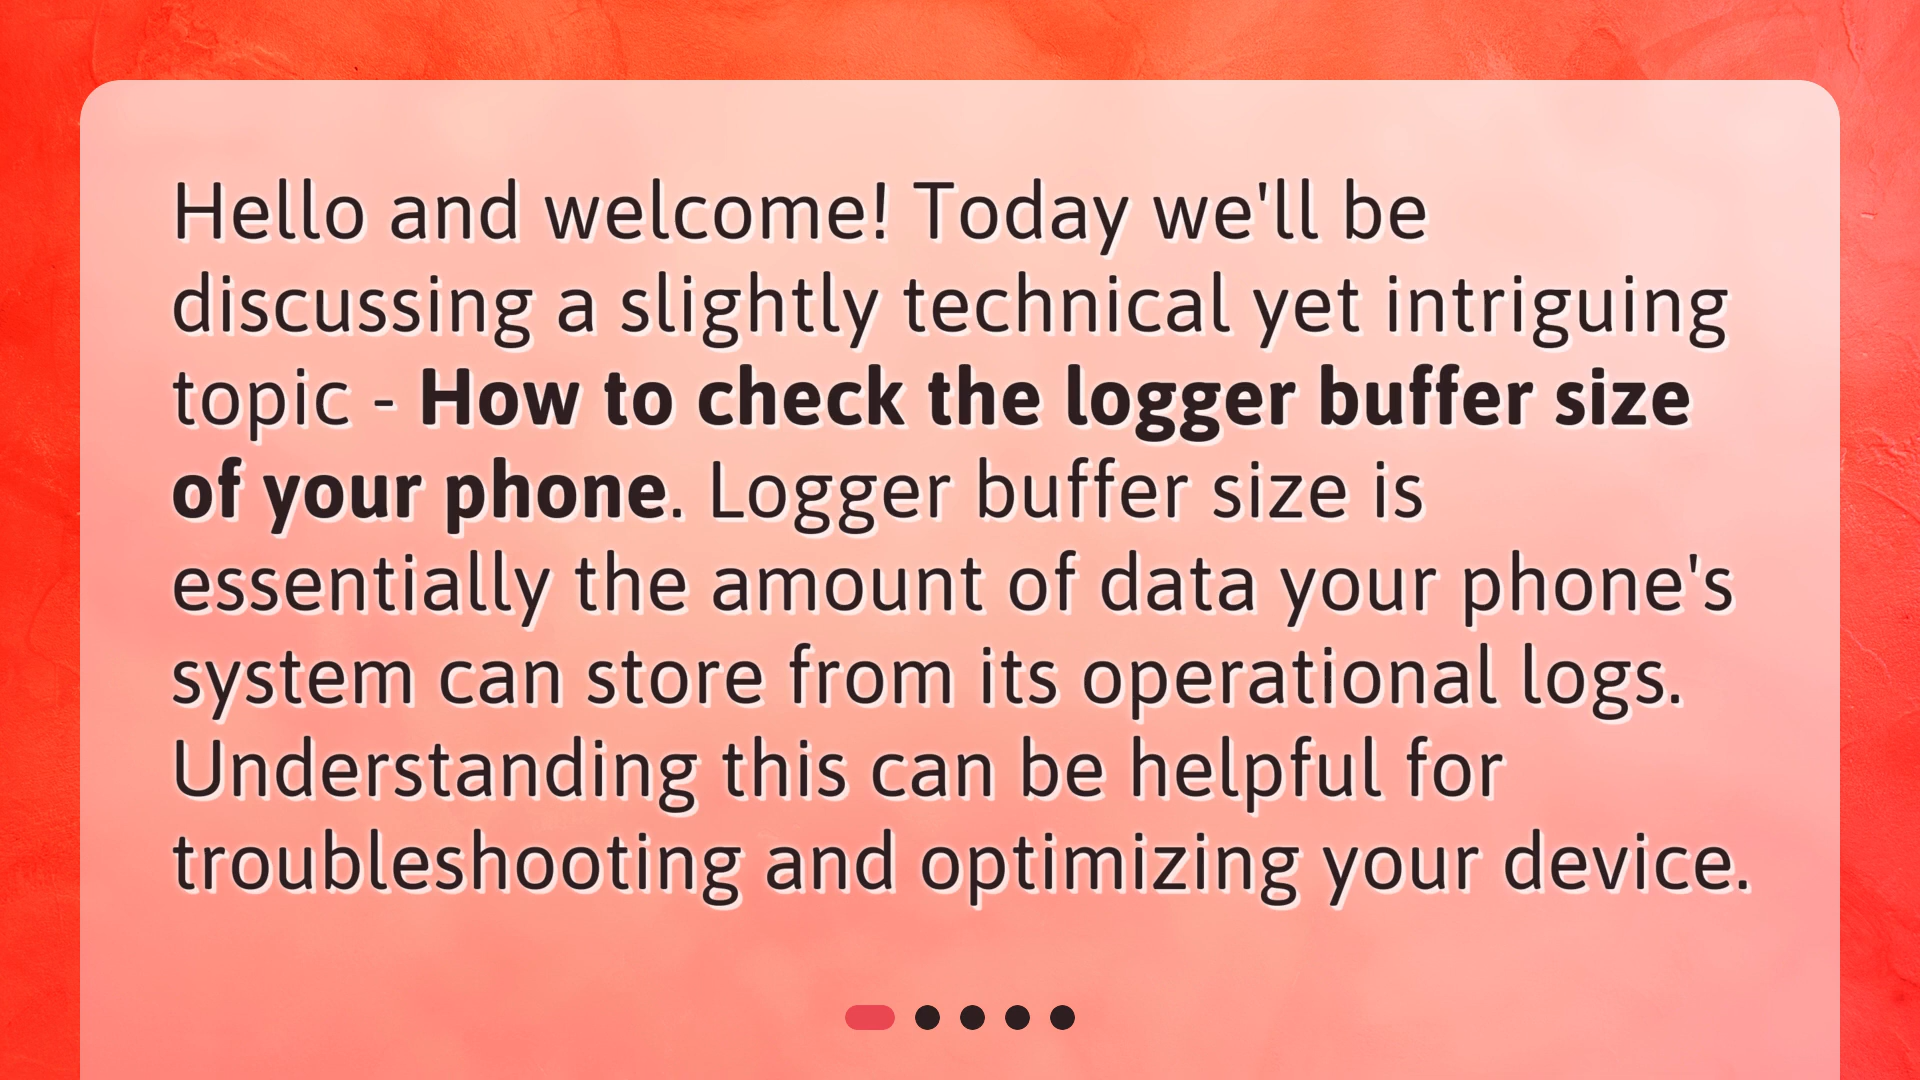 Hello and welcome! Today we'll be
discussing a slightly technical yet intriguing
topic - How to check the logger buffer size
of your phone. Logger buffer size is
essentially the amount of data your phone's
system can store from its operational logs.
Understanding this can be helpful for
troubleshooting and optimizing your device.